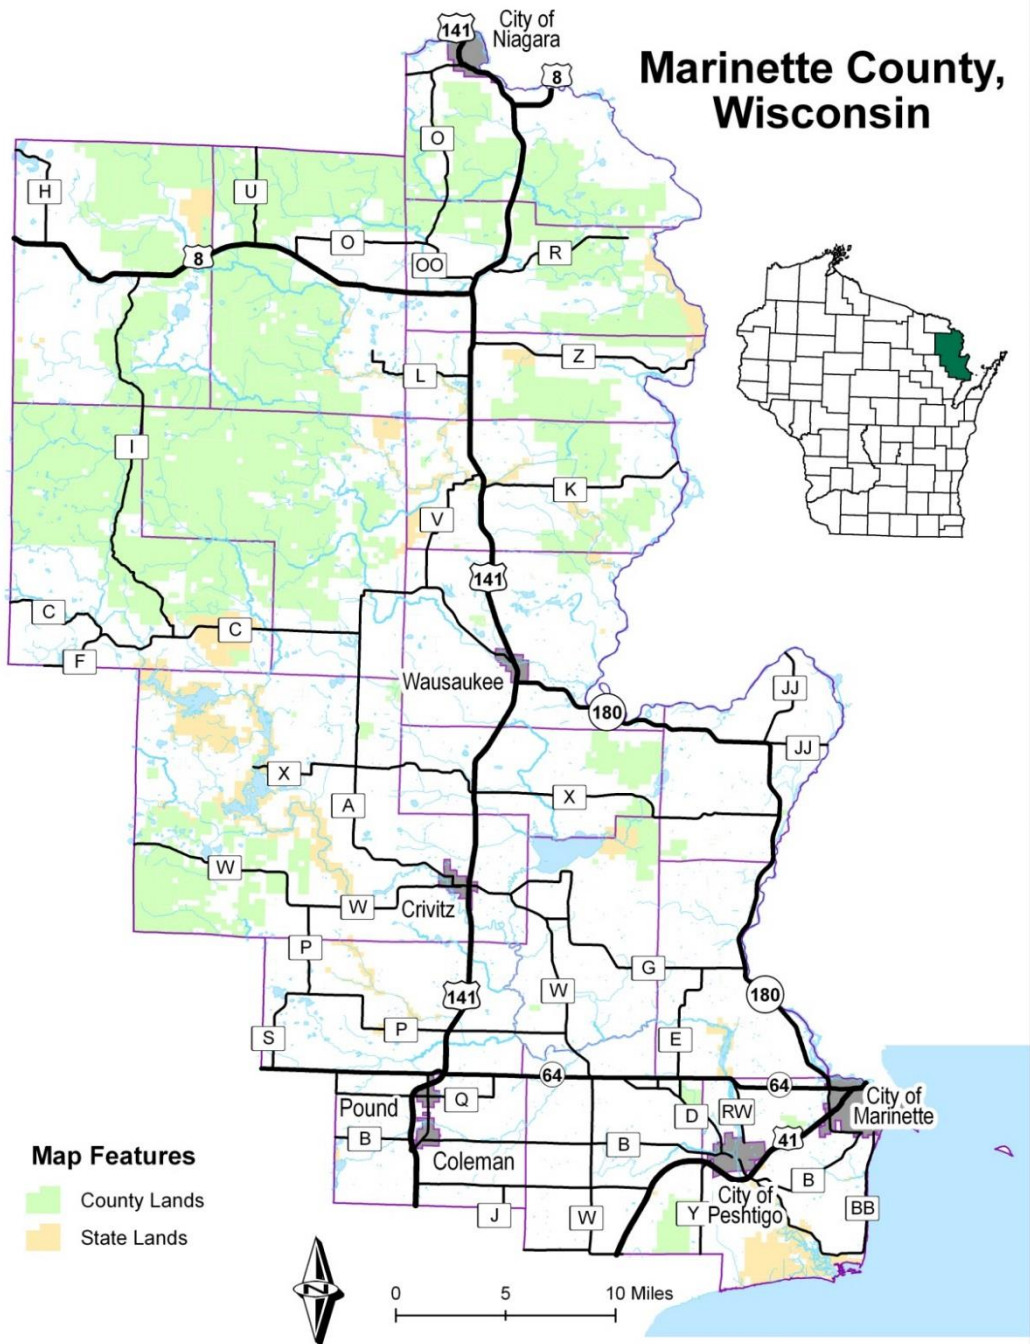 141
City of
Niagara
8
Marinette County,
Wisconsin
O
H
U
O
R
8
OO
Z
L
I
K
V
141
C
C
F
Wausaukee
JJ
180
JJ
X
X
A
W
W
Crivitz
P
G
W
141
180
P
S
E
64
64
Q
Pound
D
RW
City of
Marinette
B
B
41
Coleman
B
City of
Peshtigo
BB
J
W
Y
Map Features
County Lands
State Lands
N
0 5 10 Miles